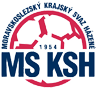 MORAVSKOSLEZSKÝ KRAJSKÝ SVAZ HÁZENÉ
1954
MS KSH